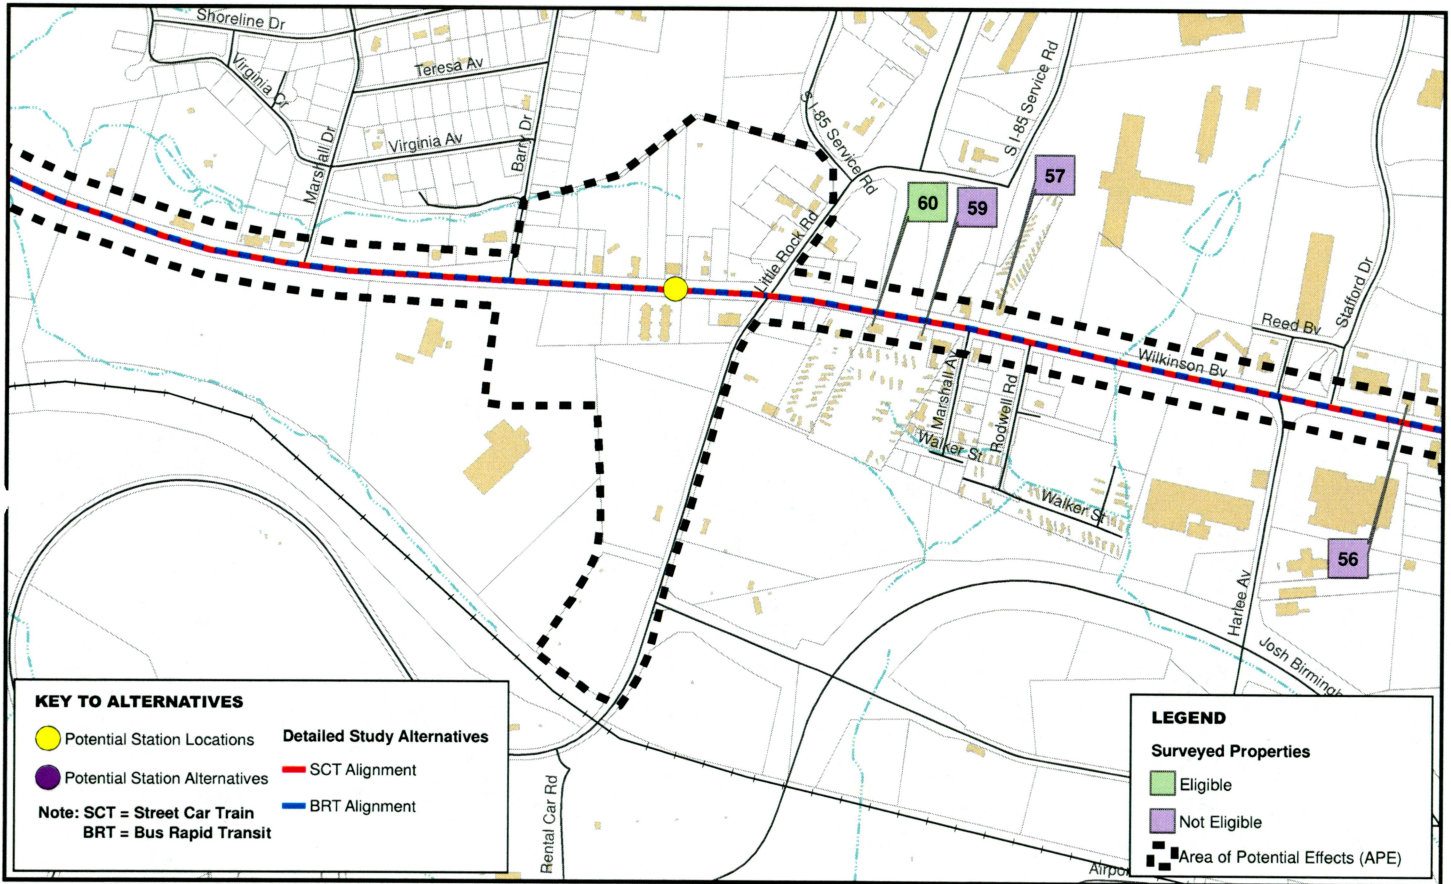 Shoreline Dr
Virginia Cr
Teresa Av
Virginia Av
Marshall Dr
Barry Dr
S I-85 Service Rd
S I-85 Service Rd
Little Rock Rd
60
59
57
Stafford Dr
Reed Bv
Wilkinson Bv
Marshall Av
Rodwell Rd
Walker St
Walker St
56
Harlee Av
Josh Birmingh
Rental Car Rd
Airpo
KEY TO ALTERNATIVES
Potential Station Locations
Potential Station Alternatives
Note: SCT = Street Car Train
BRT = Bus Rapid Transit
Detailed Study Alternatives
SCT Alignment
BRT Alignment
LEGEND
Surveyed Properties
Eligible
Not Eligible
Area of Potential Effects (APE)